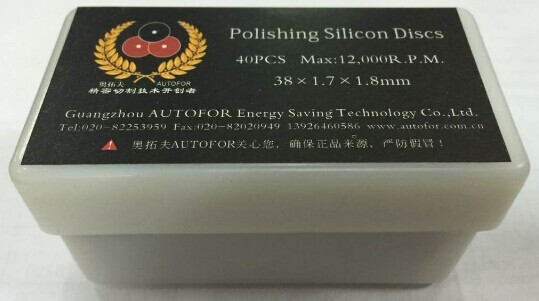 Polishing Silicon Discs
40PCS Max:12,000R.P.M.
38×1.7×1.8mm
奥拓夫 AUTOFOR
精密切割技术开创者
Guangzhou AUTOFOR Energy Saving Technology Co.,Ltd.
Tel:020-82253959 Fax:020-82020949 13926460586 www.autofor.com.cn
奥拓夫AUTOFOR关心您，确保正品来源，严防假冒！